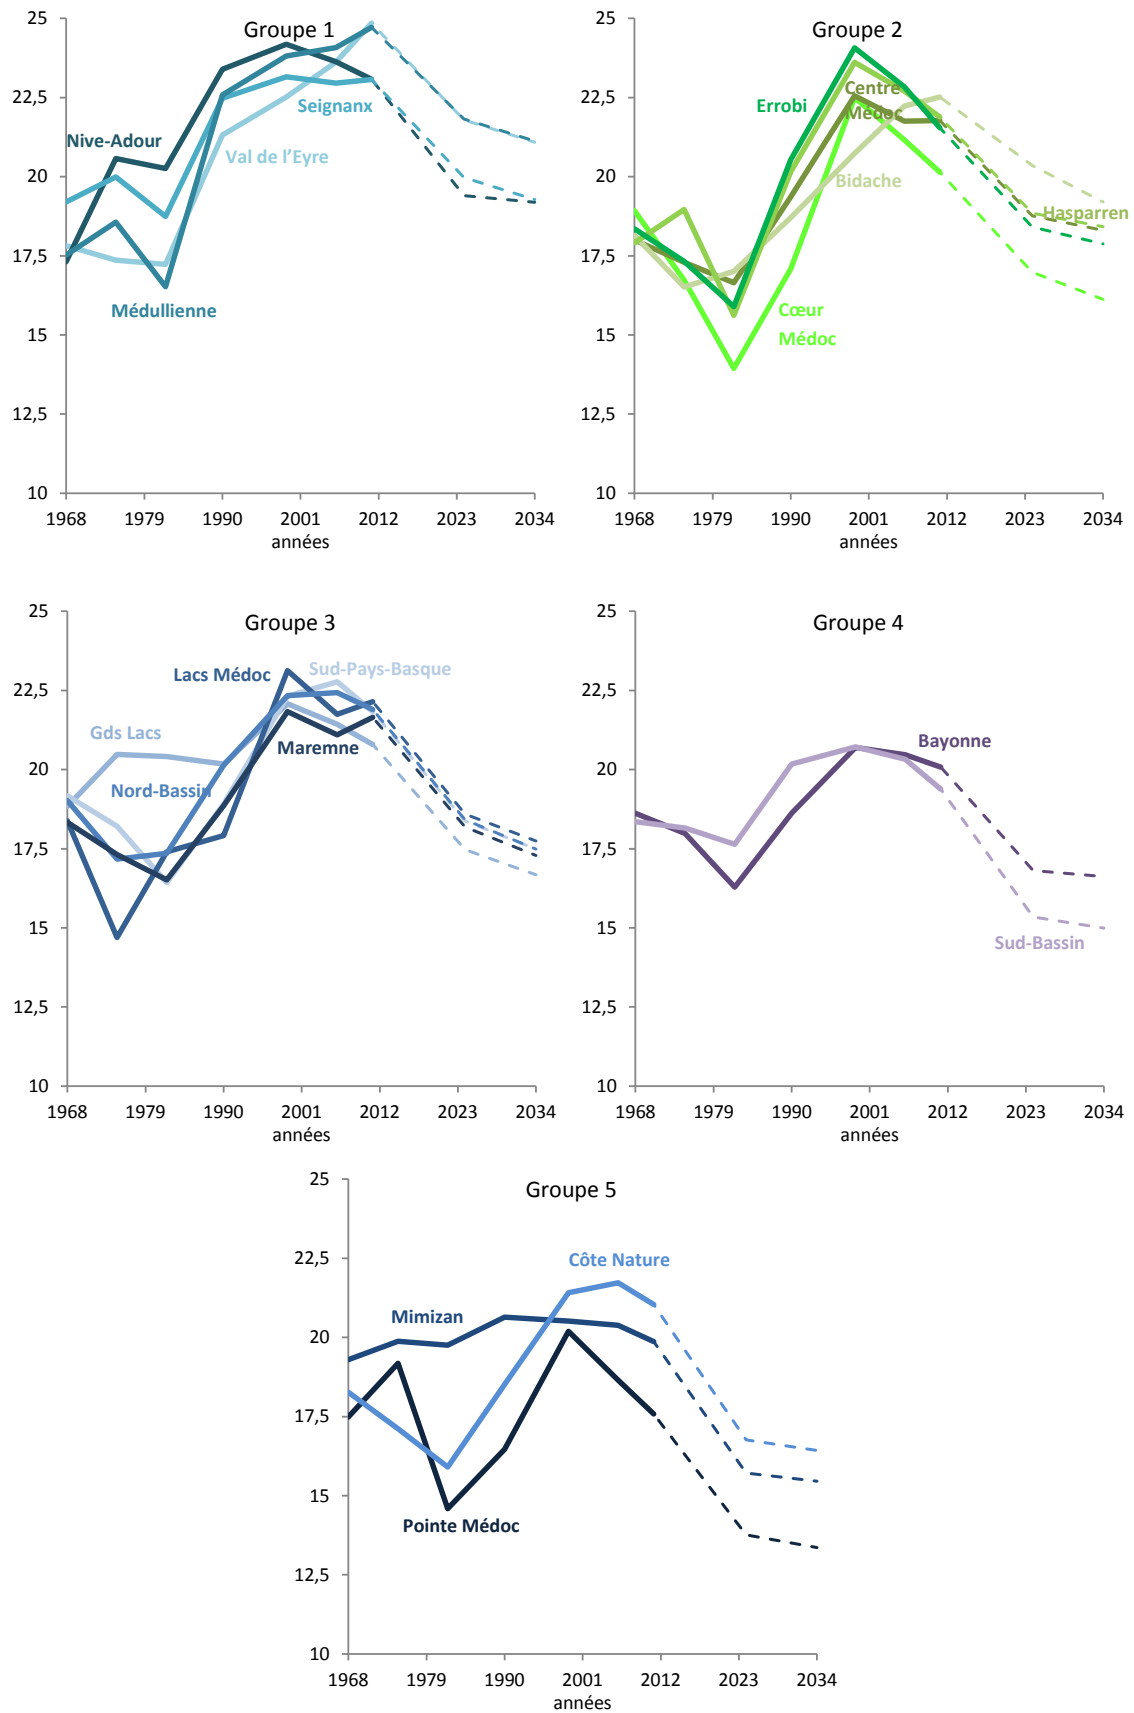 Groupe 1
25
22,5
20
17,5
15
12,5
10
Nive-Adour
Seignanx
Val de l'Eyre
Médullienne
1968 1979 1990 2001 2012 2023 2034
années
Groupe 2
25
22,5
20
17,5
15
12,5
10
Errobi
Centre
Médoc
Bidache
Hasparren
Cœur
Médoc
1968 1979 1990 2001 2012 2023 2034
années
Groupe 3
25
22,5
20
17,5
15
12,5
10
Lacs Médoc
Sud-Pays-Basque
Gds Lacs
Maremne
Nord-Bassin
1968 1979 1990 2001 2012 2023 2034
années
Groupe 4
25
22,5
20
17,5
15
12,5
10
Bayonne
Sud-Bassin
1968 1979 1990 2001 2012 2023 2034
années
Groupe 5
25
22,5
20
17,5
15
12,5
10
Côte Nature
Mimizan
Pointe Médoc
1968 1979 1990 2001 2012 2023 2034
années